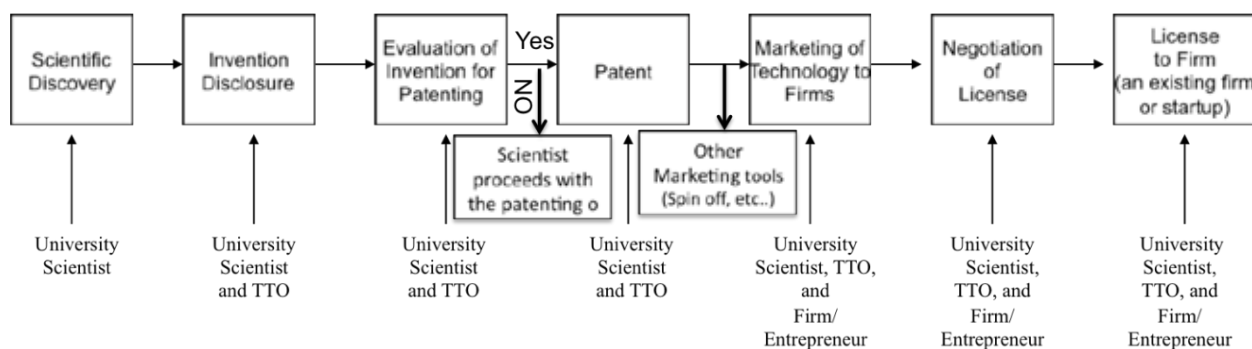 Scientific
Discovery
Invention
Disclosure
Evaluation of
Invention for
Patenting
Yes
NO
Patent
Marketing of
Technology to
Firms
Negotiation
of
License
License
to Firm
(an existing firm
or startup)
Scientist
proceeds with
the patenting o
Other
Marketing tools
(Spin off, etc..)
University
Scientist
University
Scientist
and TTO
University
Scientist
and TTO
University
Scientist
and TTO
University
Scientist, TTO,
and
Firm/
Entrepreneur
University
Scientist,
TTO, and
Firm/
Entrepreneur
University
Scientist,
TTO, and
Firm/
Entrepreneur